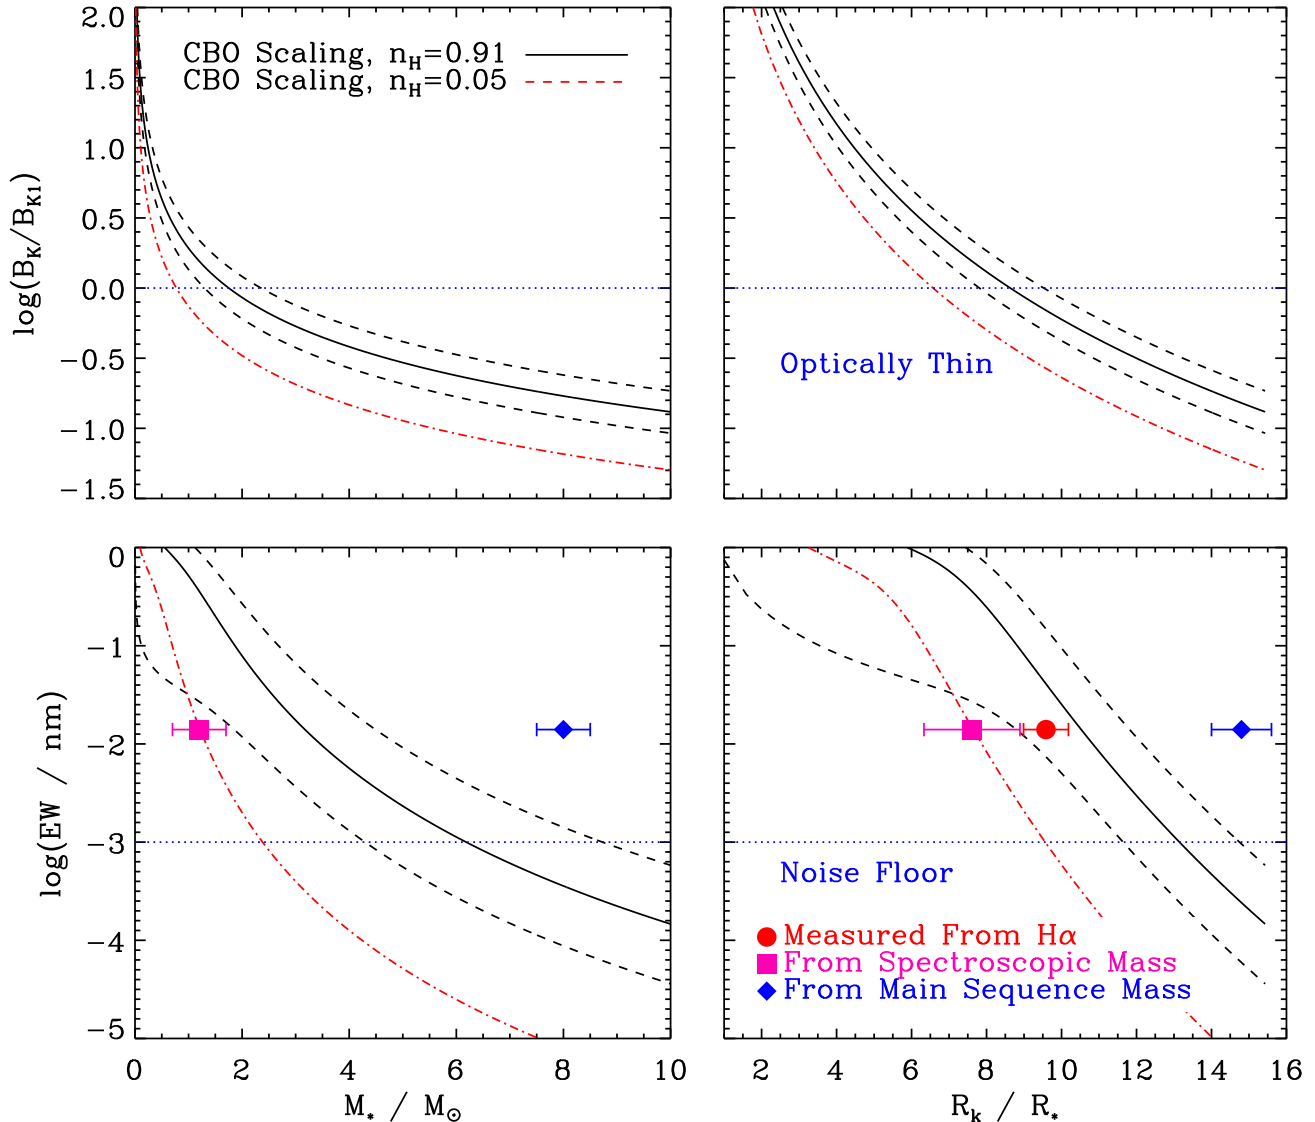 2.0
1.5
1.0
0.5
0.0
−0.5
−1.0
−1.5
log(B_K/B_K1)
CBO Scaling, n_H=0.91
CBO Scaling, n_H=0.05
Optically Thin
0
−1
−2
−3
−4
−5
log(EW / nm)
0 2 4 6 8 10
M_* / M_⊙
Noise Floor
Measured From Hα
From Spectroscopic Mass
From Main Sequence Mass
2 4 6 8 10 12 14 16
R_k / R_*